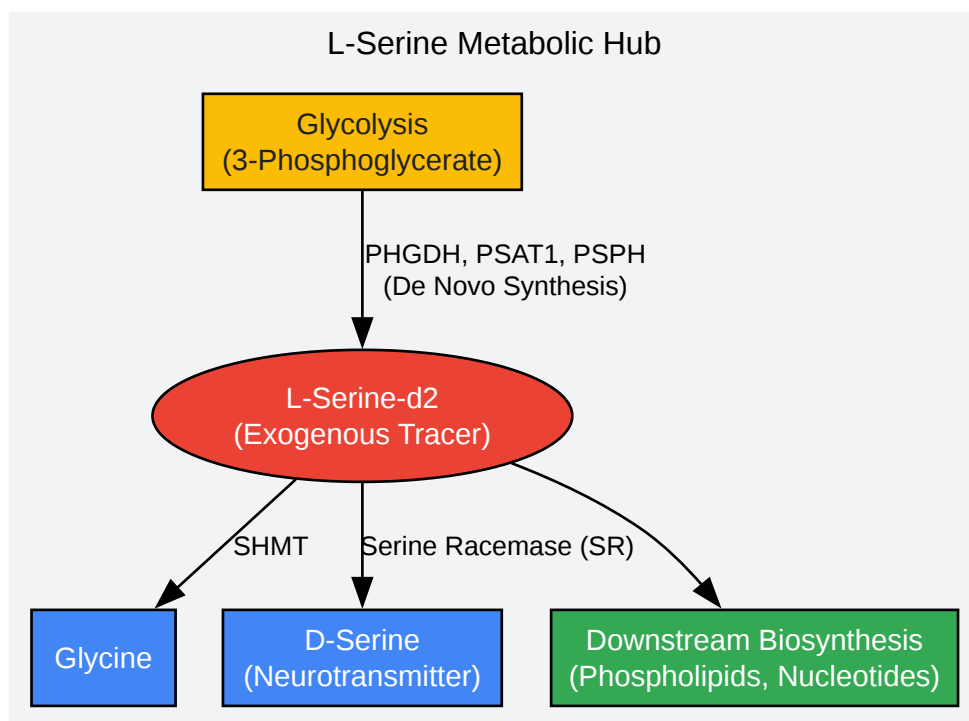 L-Serine Metabolic Hub
Glycolysis
(3-Phosphoglycerate)
PHGDH, PSAT1, PSPH
(De Novo Synthesis)
L-Serine-d2
(Exogenous Tracer)
SHMT
Serine Racemase (SR)
Glycine
D-Serine
(Neurotransmitter)
Downstream Biosynthesis
(Phospholipids, Nucleotides)